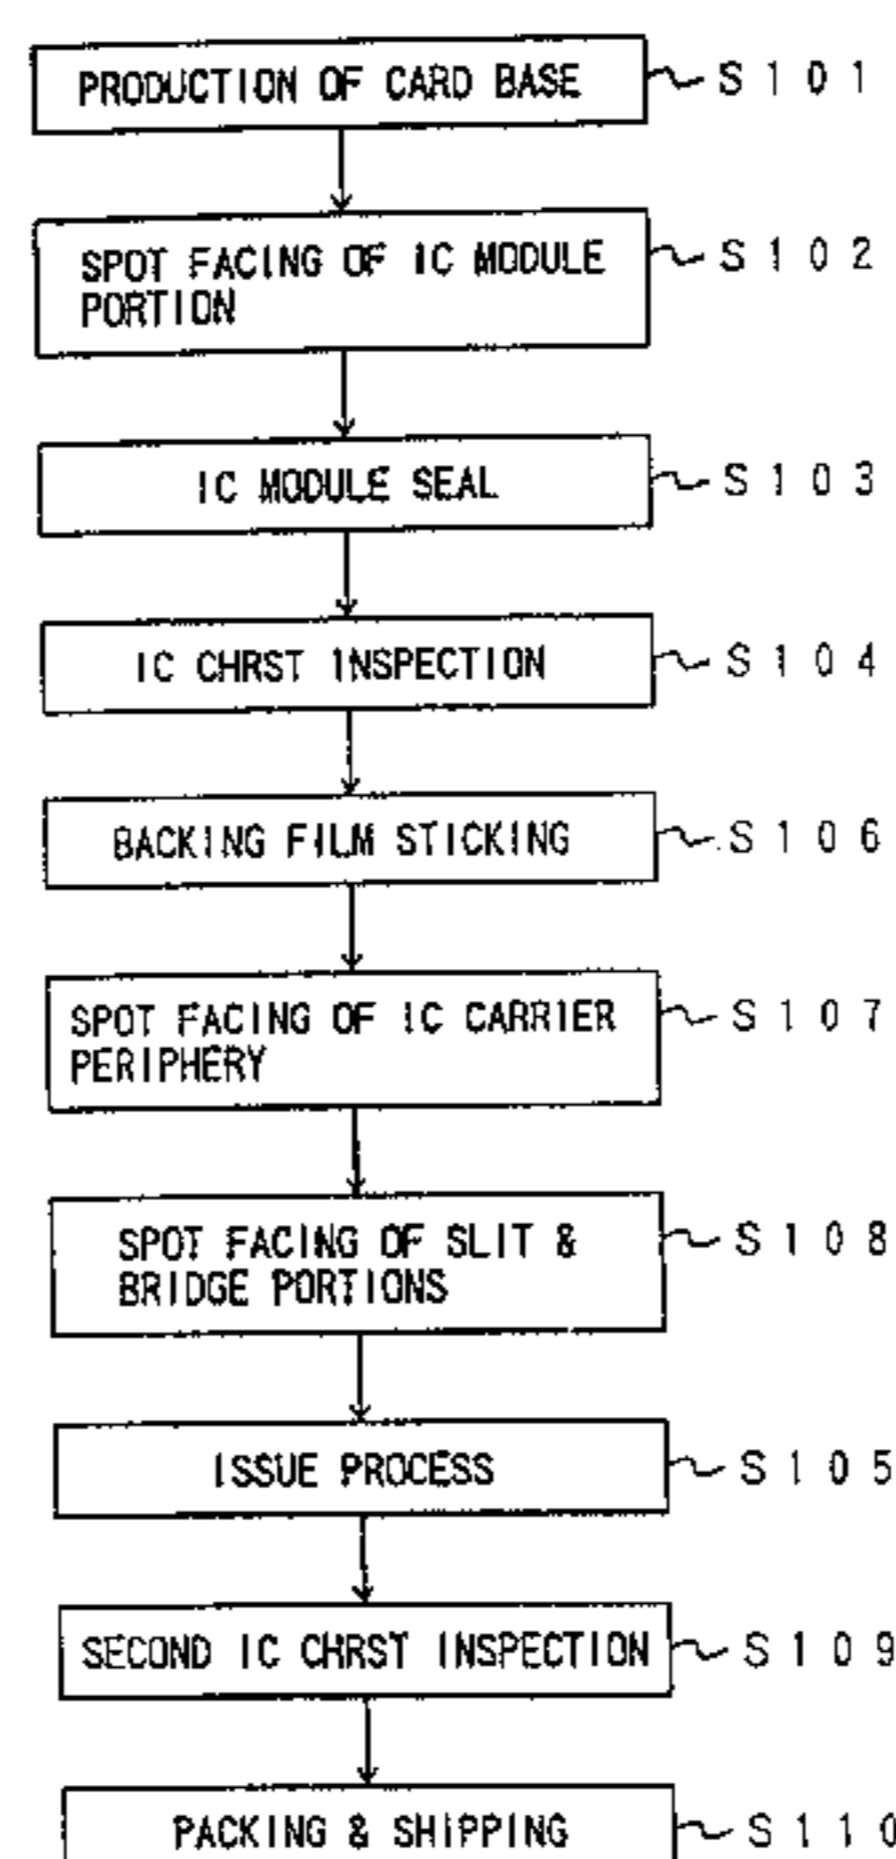 PRODUCTION OF CARD BASE S101
SPOT FACING OF IC MODULE S102
PORTION
IC MODULE SEAL S103
IC CHRST INSPECTION S104
BACKING FILM STICKING S106
SPOT FACING OF IC CARRIER S107
PERIPHERY
SPOT FACING OF SLIT & S108
BRIDGE PORTIONS
ISSUE PROCESS S105
SECOND IC CHRST INSPECTION S109
PACKING & SHIPPING S110